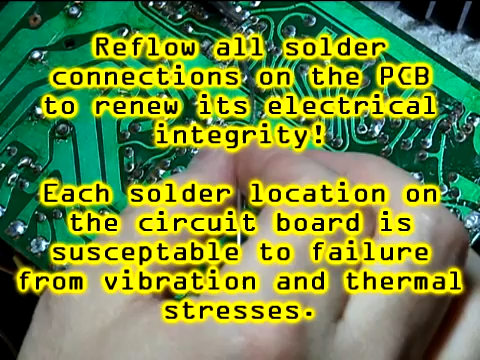 Reflow all solder
connections on the PCB
to renew its electrical
integrity!
Each solder location on
the circuit board is
susceptable to failure
from vibration and thermal
stresses.